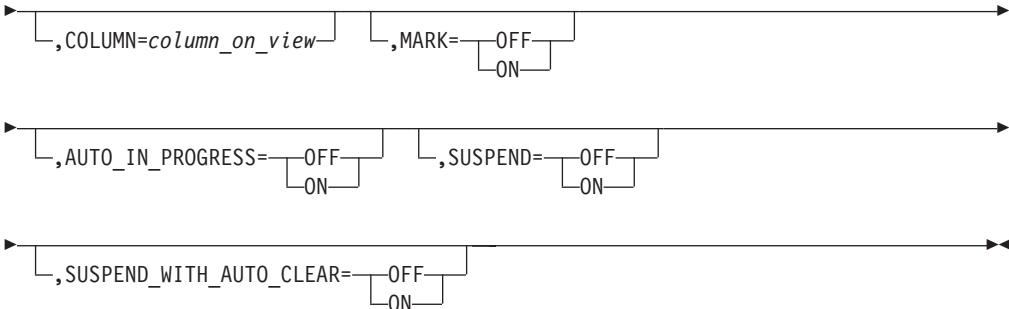 ,COLUMN=column_on_view ,MARK= OFF
ON
,AUTO_IN_PROGRESS= OFF ,SUSPEND= OFF
ON ON
,SUSPEND_WITH_AUTO_CLEAR= OFF
ON